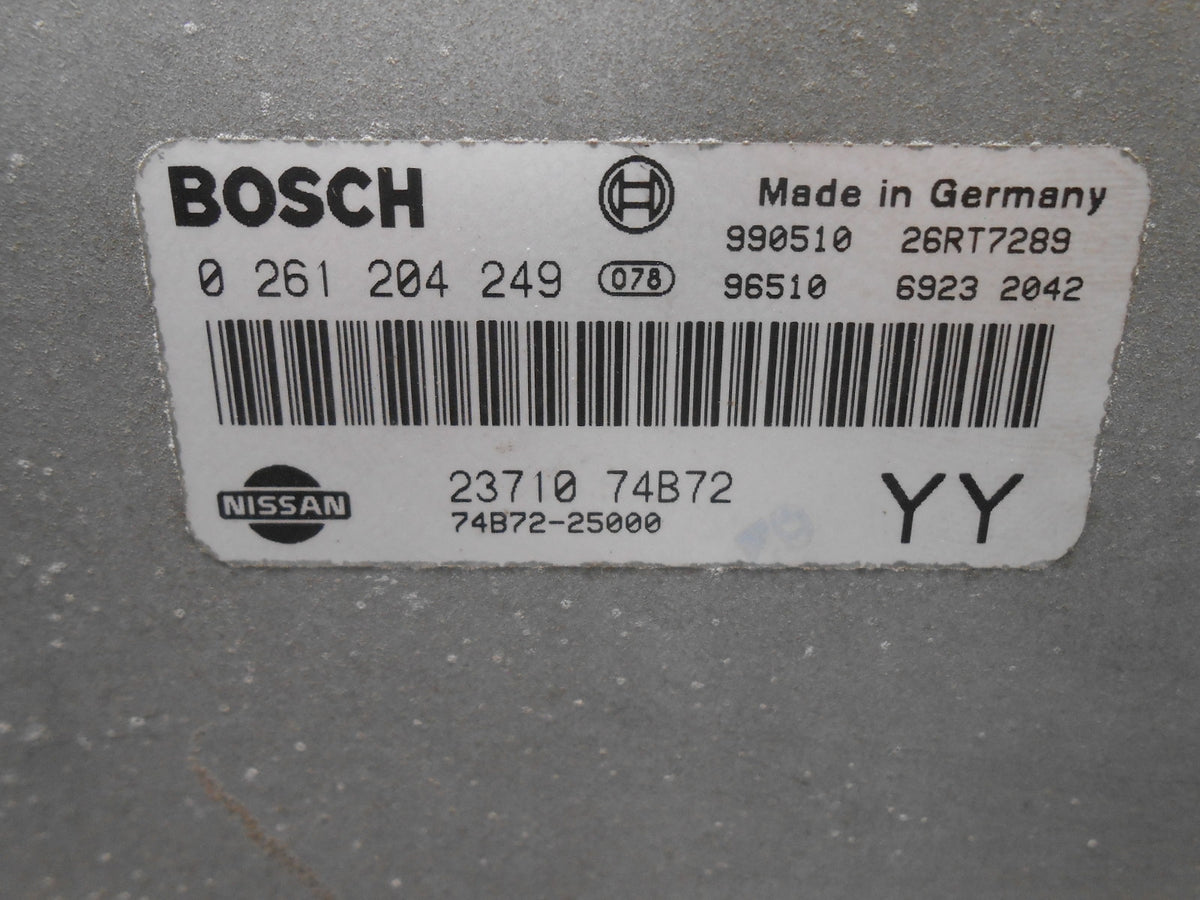 BOSCH
Made in Germany
990510 26RT7289
0 261 204 249 078 96510 6923 2042
NISSAN
23710 74B72
74B72-25000
YY